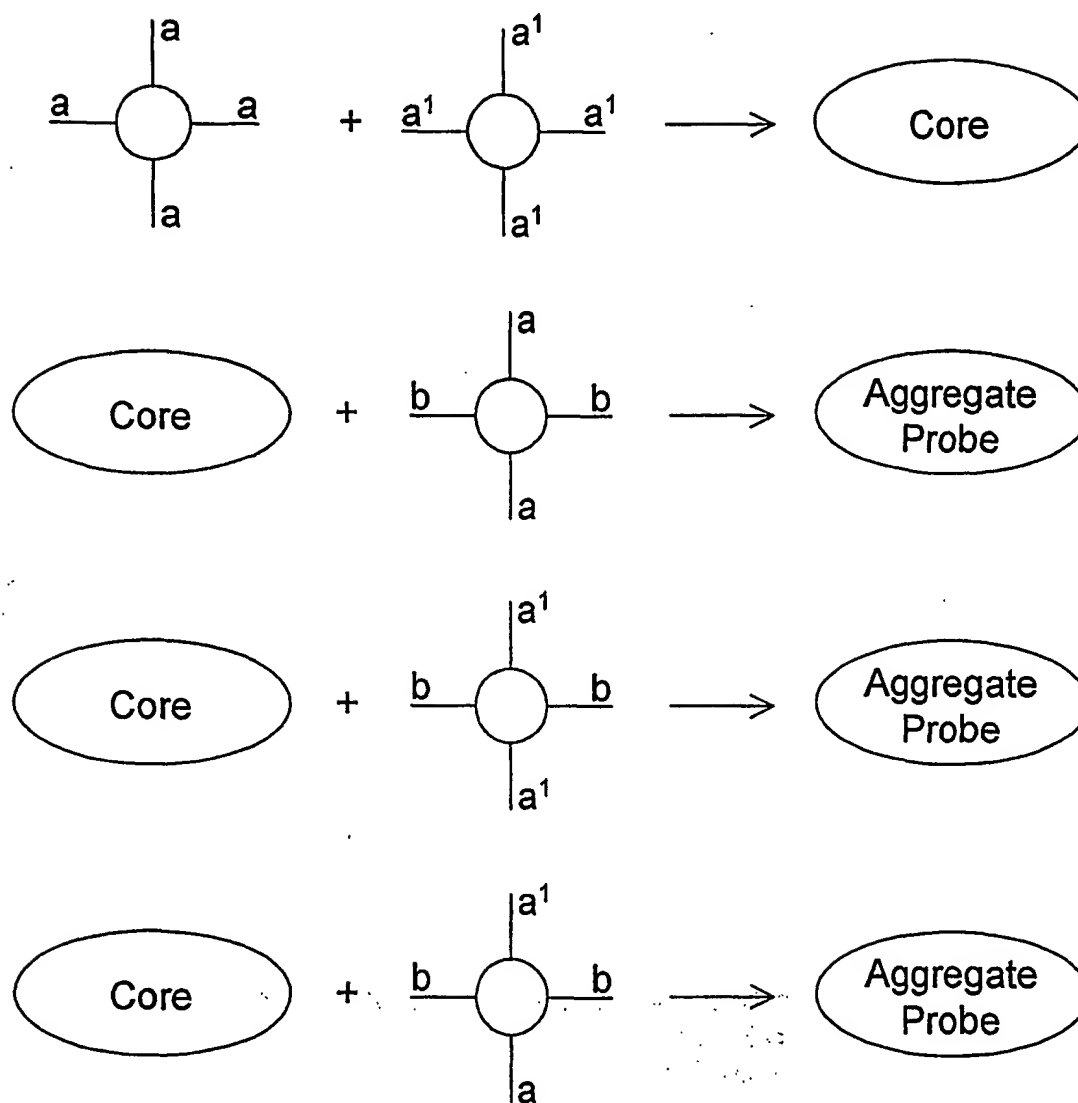 a a¹
a a + a¹ a¹ → Core
a a¹
a
Core + b b → Aggregate
Probe
a
a¹
Core + b b → Aggregate
Probe
a¹
a¹
Core + b b → Aggregate
Probe
a